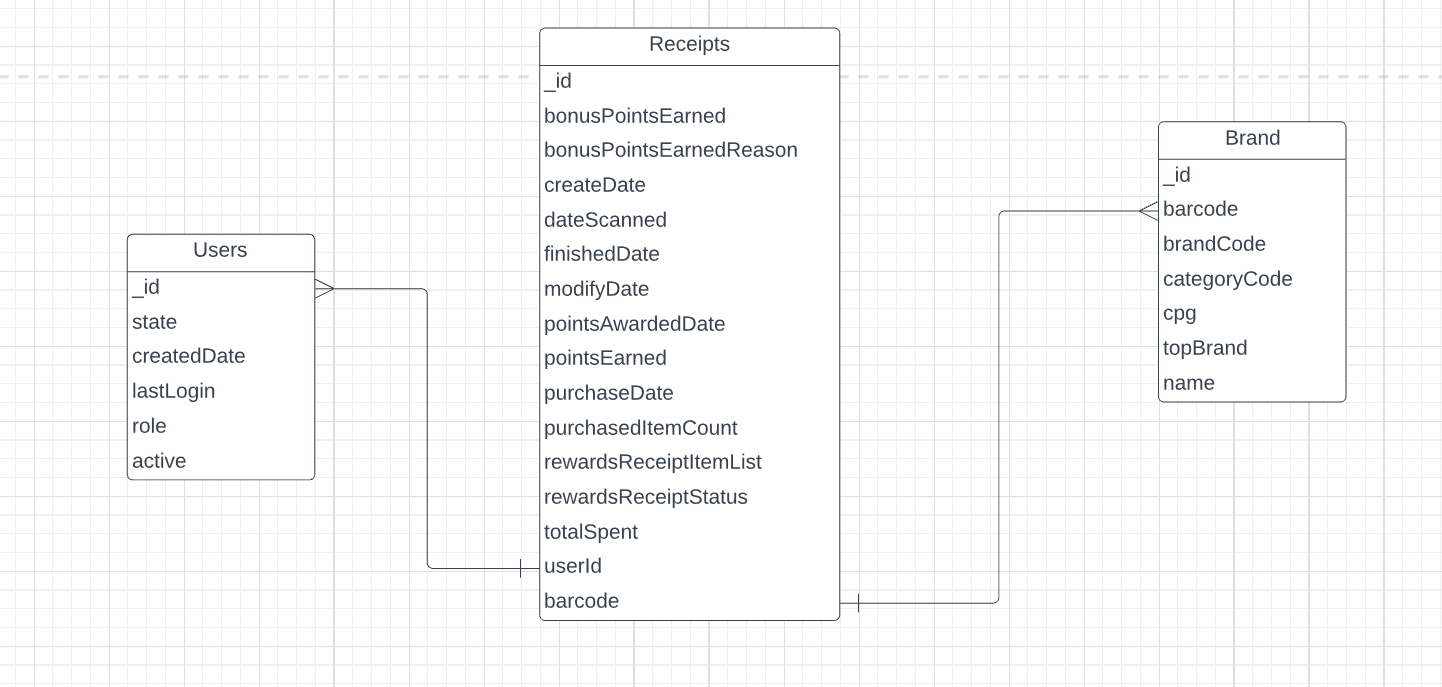 Users
_id
state
createdDate
lastLogin
role
active
Receipts
_id
bonusPointsEarned
bonusPointsEarnedReason
createDate
dateScanned
finishedDate
modifyDate
pointsAwardedDate
pointsEarned
purchaseDate
purchasedItemCount
rewardsReceiptItemList
rewardsReceiptStatus
totalSpent
userId
barcode
Brand
_id
barcode
brandCode
categoryCode
cpg
topBrand
name